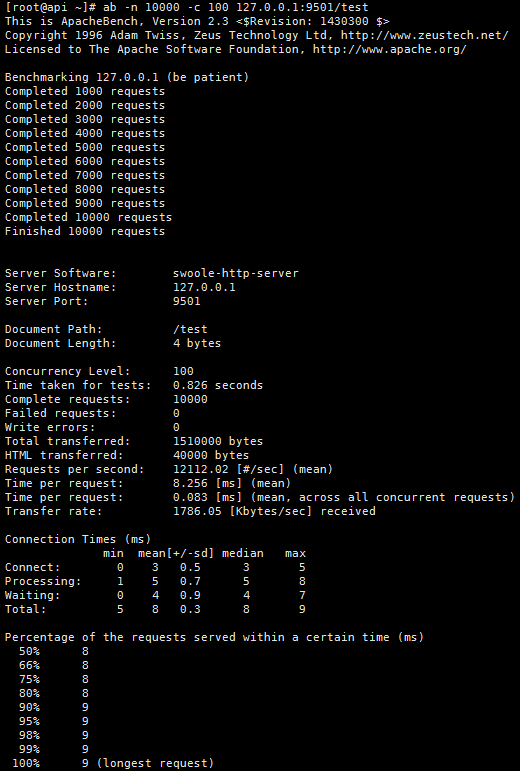 [root@api ~]# ab -n 10000 -c 100 127.0.0.1:9501/test
This is ApacheBench, Version 2.3 <$Revision: 1430300 $>
Copyright 1996 Adam Twiss, Zeus Technology Ltd, http://www.zeustech.net/
Licensed to The Apache Software Foundation, http://www.apache.org/

Benchmarking 127.0.0.1 (be patient)
Completed 1000 requests
Completed 2000 requests
Completed 3000 requests
Completed 4000 requests
Completed 5000 requests
Completed 6000 requests
Completed 7000 requests
Completed 8000 requests
Completed 9000 requests
Completed 10000 requests
Finished 10000 requests


Server Software:        swoole-http-server
Server Hostname:        127.0.0.1
Server Port:            9501

Document Path:          /test
Document Length:        4 bytes

Concurrency Level:      100
Time taken for tests:   0.826 seconds
Complete requests:      10000
Failed requests:        0
Write errors:           0
Total transferred:      1510000 bytes
HTML transferred:       40000 bytes
Requests per second:    12112.02 [#/sec] (mean)
Time per request:       8.256 [ms] (mean)
Time per request:       0.083 [ms] (mean, across all concurrent requests)
Transfer rate:          1786.05 [Kbytes/sec] received

Connection Times (ms)
              min  mean[+/-sd] median   max
Connect:        0    3   0.5      3       5
Processing:     1    5   0.7      5       8
Waiting:        0    4   0.9      4       7
Total:          5    8   0.3      8       9

Percentage of the requests served within a certain time (ms)
  50%      8
  66%      8
  75%      8
  80%      8
  90%      9
  95%      9
  98%      9
  99%      9
 100%      9 (longest request)